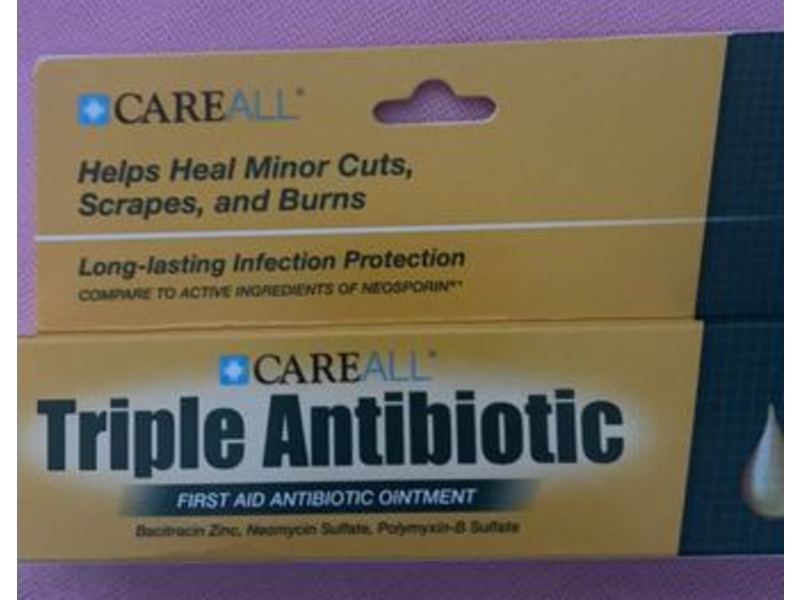 CAREALL®
Helps Heal Minor Cuts,
Scrapes, and Burns
Long-lasting Infection Protection
COMPARE TO ACTIVE INGREDIENTS OF NEOSPORIN®*
CAREALL®
Triple Antibiotic
FIRST AID ANTIBIOTIC OINTMENT
Bacitracin Zinc, Neomycin Sulfate, Polymyxin-B Sulfate